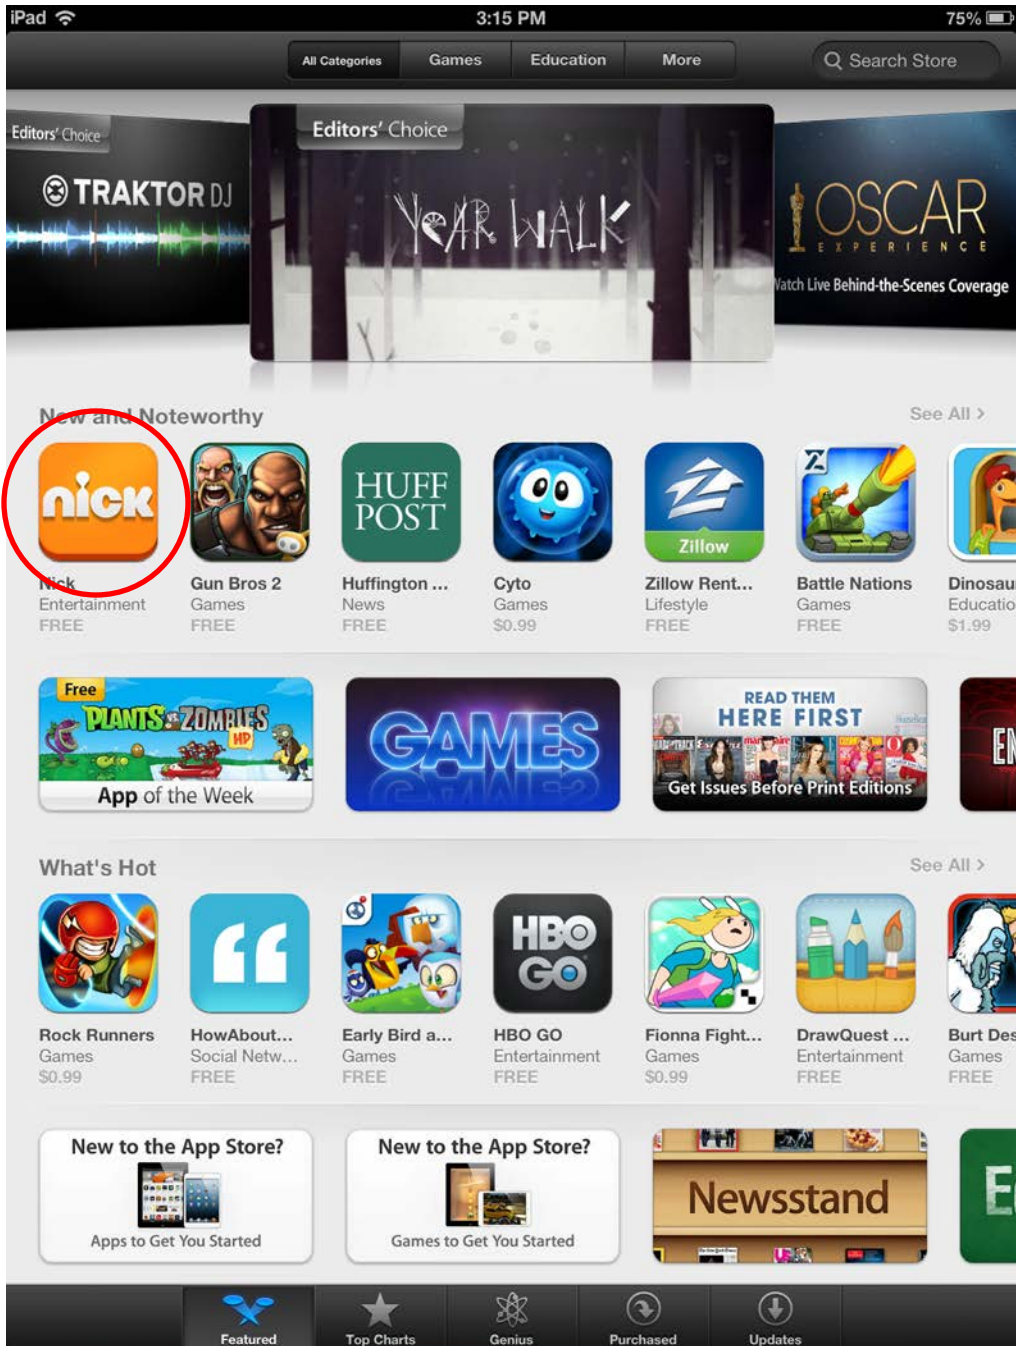 iPad 3:15 PM 75%
All Categories Games Education More Search Store
Editors' Choice
TRAKTOR DJ
Editors' Choice
YEAR WALK
OSCAR
EXPERIENCE
Watch Live Behind-the-Scenes Coverage
New and Noteworthy See All >
nick
HUFF
POST
Z
Zillow
Nick Gun Bros 2 Huffington ... Cyto Zillow Rent... Battle Nations Dinosau
Entertainment Games News Games Lifestyle Games Educatio
FREE FREE FREE $0.99 FREE FREE $1.99
Free
PLANTS VS. ZOMBIES
HD
App of the Week
GAMES
READ THEM
HERE FIRST
Get Issues Before Print Editions
EN
What's Hot See All >
HBO
GO
Rock Runners HowAbout... Early Bird a... HBO GO Fionna Fight... DrawQuest ... Burt Des
Games Social Netw... Games Entertainment Games Entertainment Games
$0.99 FREE FREE FREE $0.99 FREE FREE
New to the App Store?
Apps to Get You Started
New to the App Store?
Games to Get You Started
Newsstand
E
Featured Top Charts Genius Purchased Updates